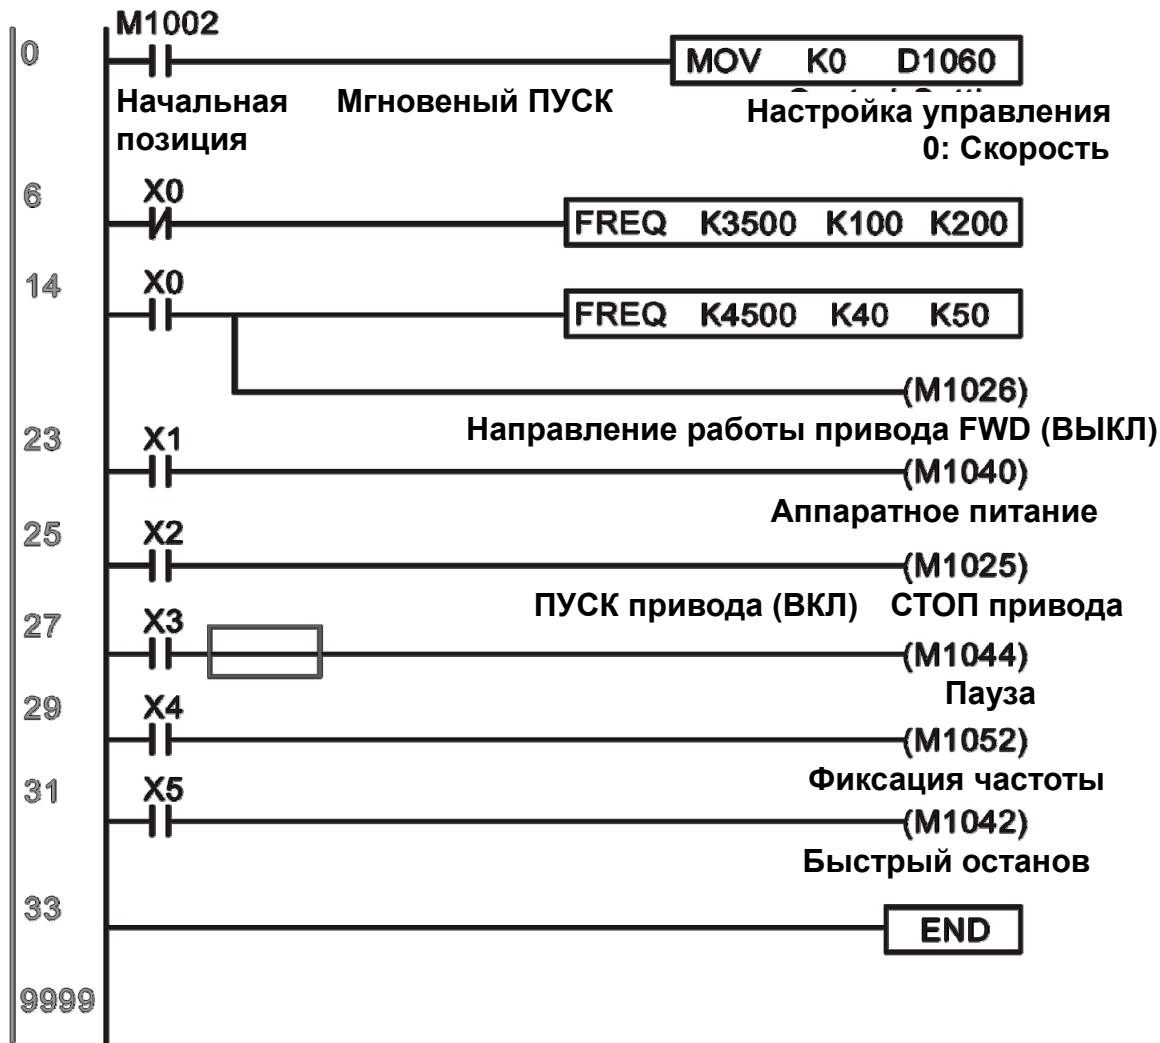 M1002
0
MOV K0 D1060
Начальная позиция
Мгновеный ПУСК
Настройка управления
0: Скорость
6
X0
FREQ K3500 K100 K200
14
X0
FREQ K4500 K40 K50
(M1026)
Направление работы привода FWD (ВЫКЛ)
23
X1
(M1040)
Аппаратное питание
25
X2
(M1025)
ПУСК привода (ВКЛ) СТОП привода
27
X3
(M1044)
Пауза
29
X4
(M1052)
Фиксация частоты
31
X5
(M1042)
Быстрый останов
33
END
9999